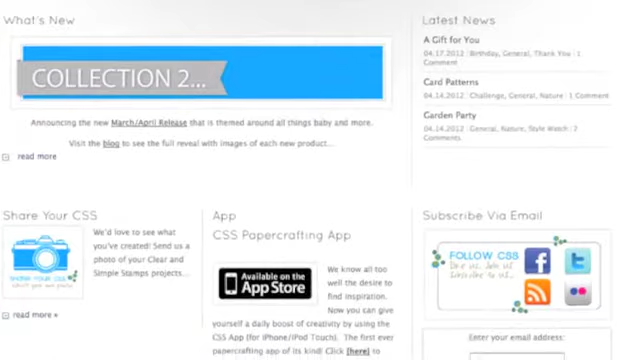 What's New
COLLECTION 2...
Announcing the new March/April Release that is themed around all things baby and more.
Visit the blog to see the full reveal with images of each new product...
read more
Latest News
A Gift for You
04.17.2012 | Birthday, General, Thank You | 1
Comment
Card Patterns
04.14.2012 | Challenge, General, Nature | 1 Comment
Garden Party
04.14.2012 | General, Nature, Style Watch | 7
Comments
Share Your CSS
SHARE YOUR CSS
We'd love to see what
you've created! Send us a
photo of your Clear and
Simple Stamps projects...
read more »
App
CSS Papercrafting App
Available on the
App Store
We know all too
well the desire to
find inspiration.
Now you can give
yourself a daily boost of creativity by using the
CSS App (for iPhone/iPod Touch). The first ever
papercrafting app of its kind! Click [here] to
Subscribe Via Email
FOLLOW CSS
Enter your email address: